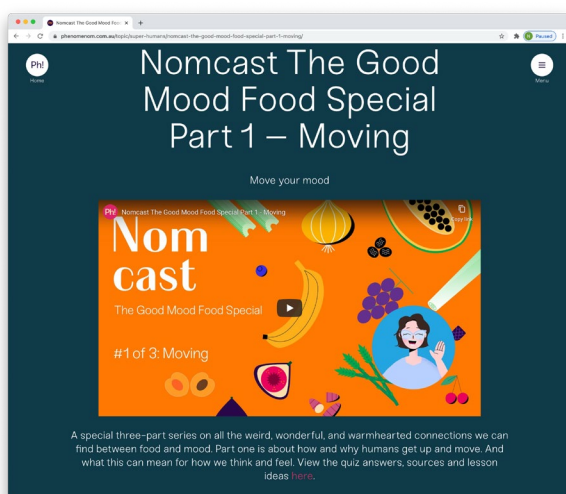 Nomcast The Good Mood Foo
phenomenom.com.au/topic/super-humans/nomcast-the-good-mood-food-special-part-1-moving/
Paused
Ph!
Home
Menu
Nomcast The Good
Mood Food Special
Part 1 – Moving
Move your mood
Ph! Nomcast The Good Mood Food Special Part 1 - Moving
Copy link
Nom
cast
The Good Mood Food Special
#1 of 3: Moving
A special three-part series on all the weird, wonderful, and warmhearted connections we can
find between food and mood. Part one is about how and why humans get up and move. And
what this can mean for how we think and feel. View the quiz answers, sources and lesson
ideas here.